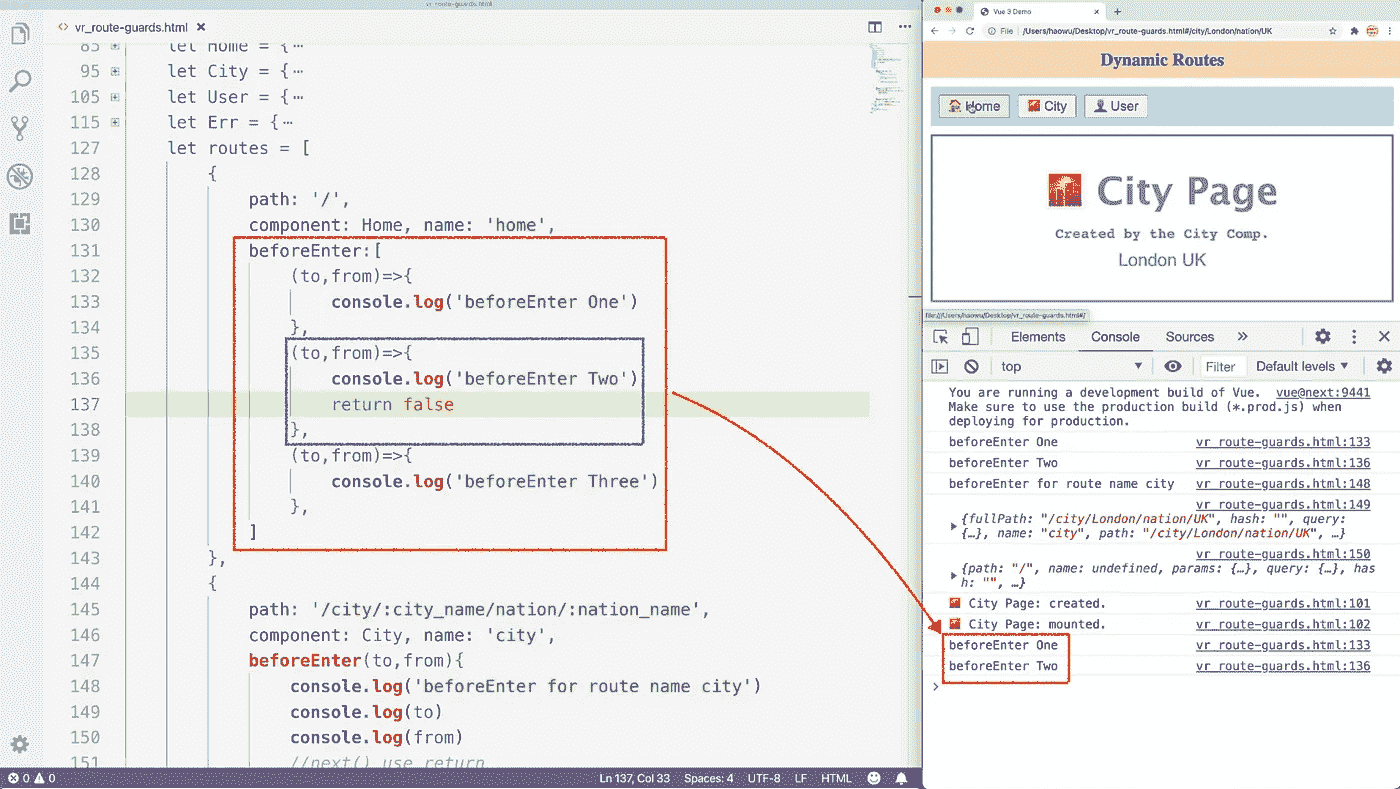 vr_route-guards.html
vr_route-guards.html
85 let Home = {…
95 let City = {…
105 let User = {…
115 let Err = {…
127 let routes = [
128 {
129 path: '/',
130 component: Home, name: 'home',
131 beforeEnter:[
132 (to,from)=>{
133 console.log('beforeEnter One')
134 },
135 (to,from)=>{
136 console.log('beforeEnter Two')
137 return false
138 },
139 (to,from)=>{
140 console.log('beforeEnter Three')
141 },
142 ]
143 },
144 {
145 path: '/city/:city_name/nation/:nation_name',
146 component: City, name: 'city',
147 beforeEnter(to,from){
148 console.log('beforeEnter for route name city')
149 console.log(to)
150 console.log(from)
151 //next() use return
0 0 Ln 137, Col 33 Spaces: 4 UTF-8 LF HTML
Vue 3 Demo
File /Users/haowu/Desktop/vr_route-guards.html#/city/London/nation/UK
Dynamic Routes
Home City User
City Page
Created by the City Comp.
London UK
file:///Users/haowu/Desktop/vr_route-guards.html#/
Elements Console Sources »
top Filter Default levels
You are running a development build of Vue. vue@next:9441
Make sure to use the production build (*.prod.js) when
deploying for production.
beforeEnter One vr_route-guards.html:133
beforeEnter Two vr_route-guards.html:136
beforeEnter for route name city vr_route-guards.html:148
vr_route-guards.html:149
{fullPath: "/city/London/nation/UK", hash: "", query:
{…}, name: "city", path: "/city/London/nation/UK", …}
vr_route-guards.html:150
{path: "/", name: undefined, params: {…}, query: {…}, has
h: "", …}
City Page: created. vr_route-guards.html:101
City Page: mounted. vr_route-guards.html:102
beforeEnter One vr_route-guards.html:133
beforeEnter Two vr_route-guards.html:136
>